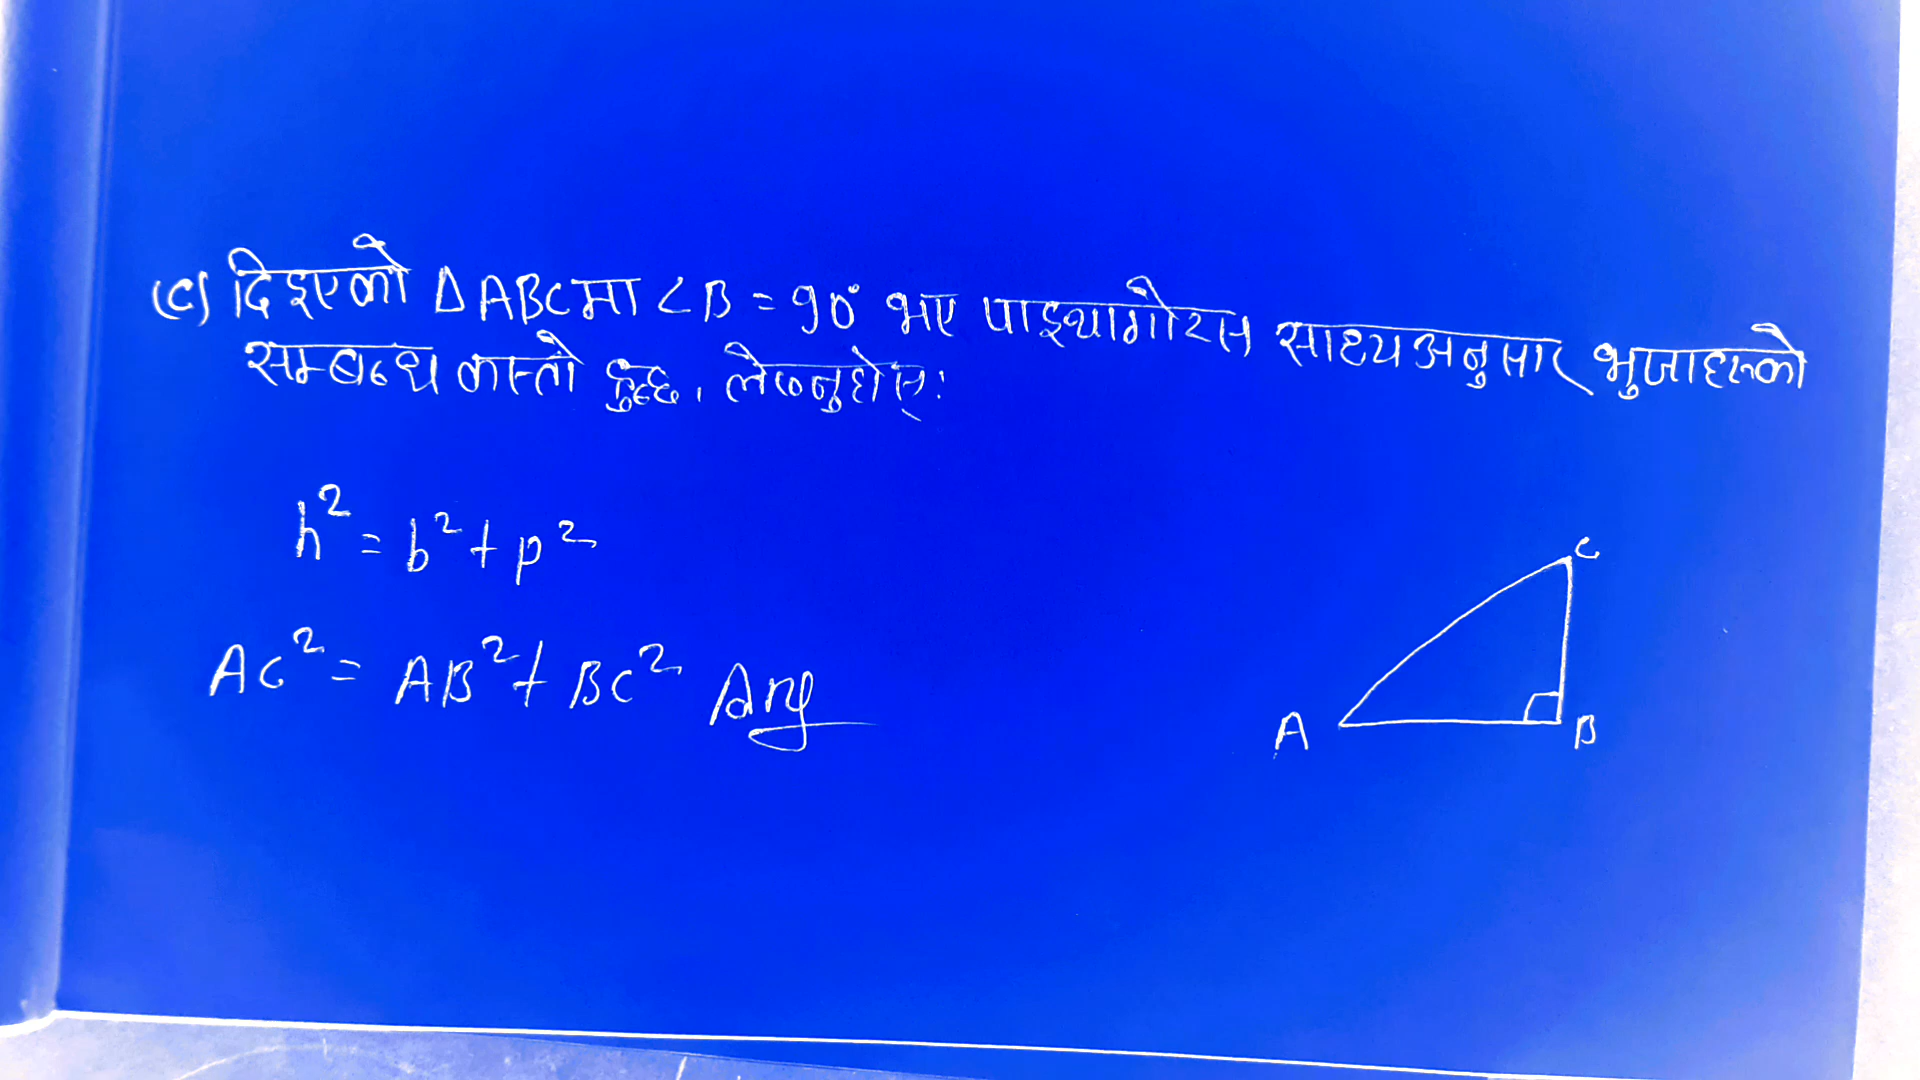 (c) दिइएको Δ ABC मा ∠B = 90° भए पाइथागोरस साध्य अनुसार भुजाहरूको
सम्बन्ध कस्तो हुन्छ, लेख्नुहोस्:
h² = b² + p²
AC² = AB² + BC² Ans
C
A
B